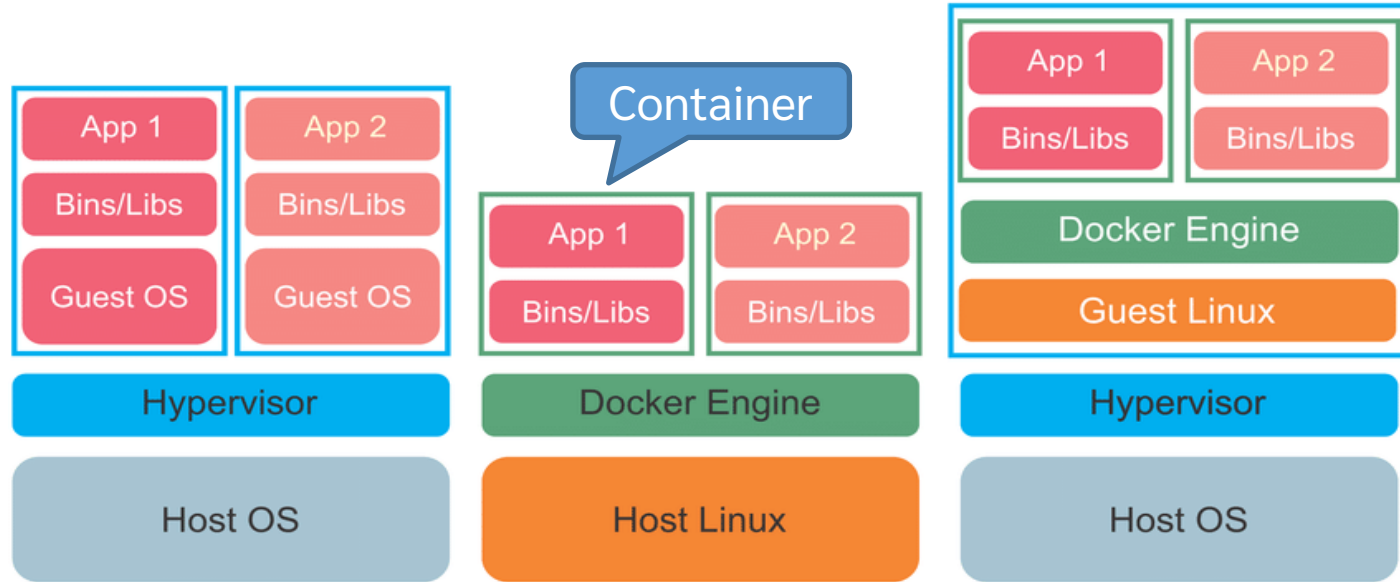 App 1
App 2
Bins/Libs
Bins/Libs
Guest OS
Guest OS
Hypervisor
Host OS
Container
App 1
App 2
Bins/Libs
Bins/Libs
Docker Engine
Host Linux
App 1
App 2
Bins/Libs
Bins/Libs
Docker Engine
Guest Linux
Hypervisor
Host OS